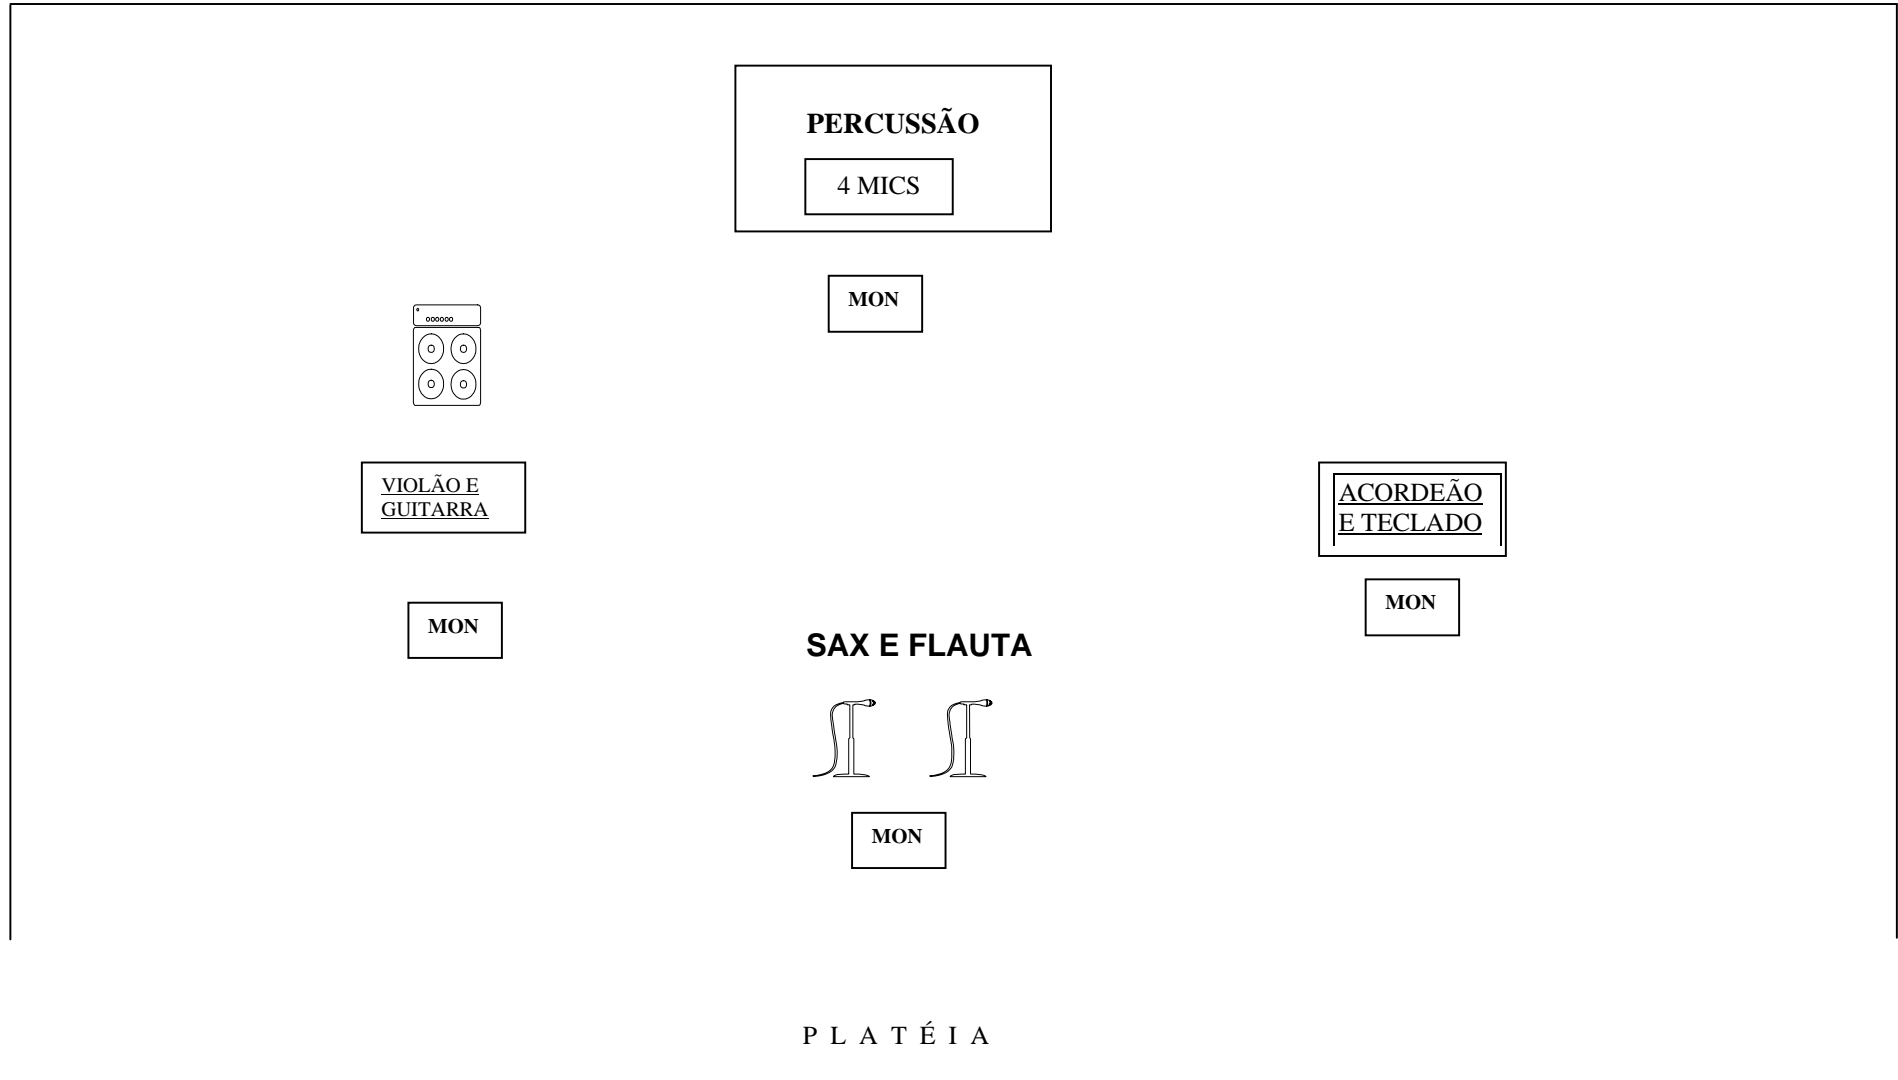 PERCUSSÃO
4 MICS
MON
VIOLÃO E
GUITARRA
ACORDEÃO
E TECLADO
MON
MON
SAX E FLAUTA
MON
P L A T É I A